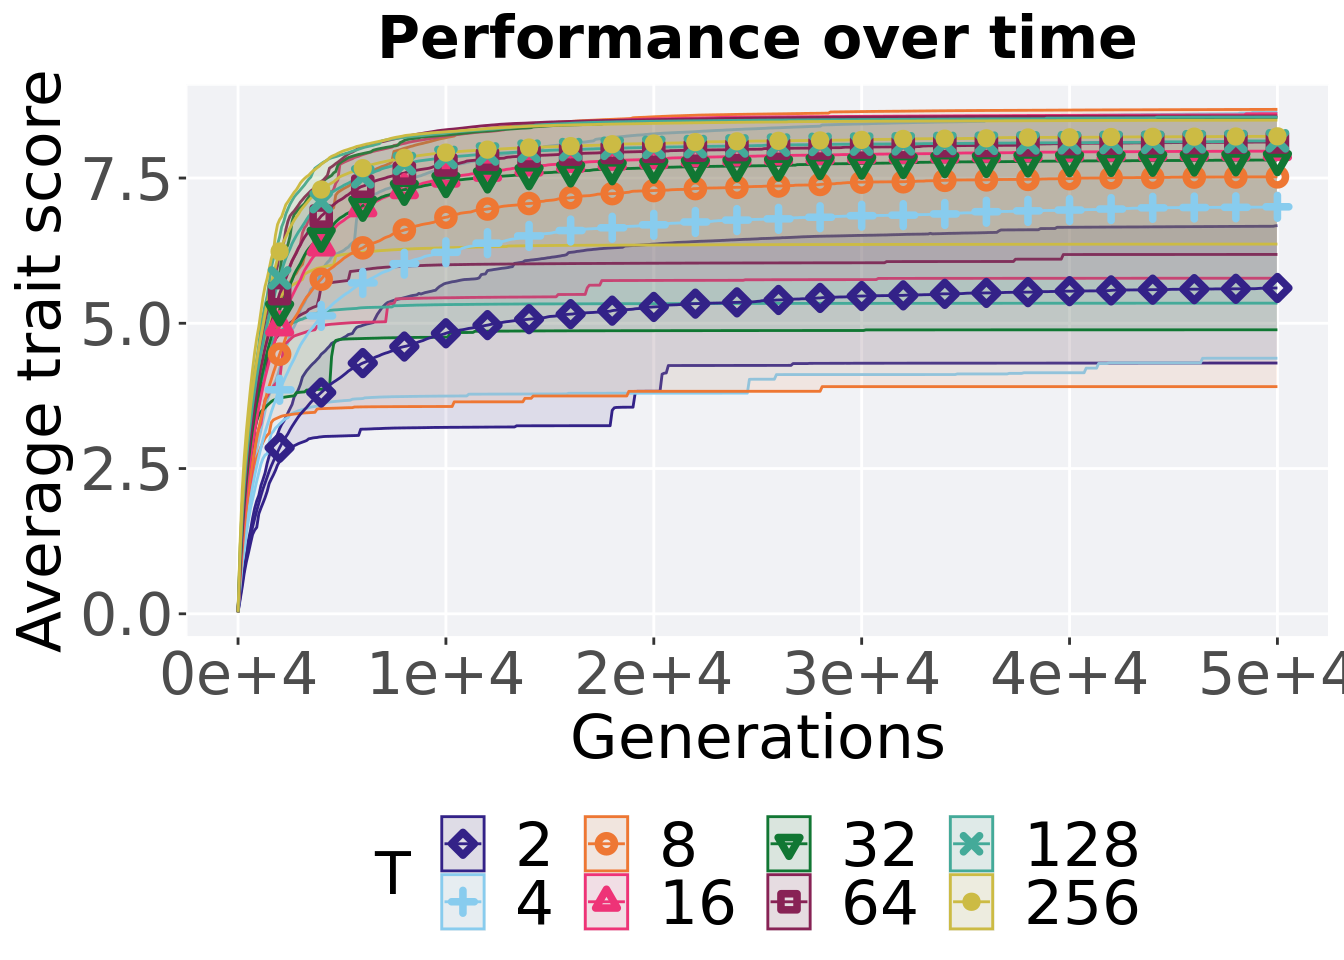 Performance over time
Average trait score
7.5
5.0
2.5
0.0
0e+4 1e+4 2e+4 3e+4 4e+4 5e+4
Generations
T
2 8 32 128
4 16 64 256